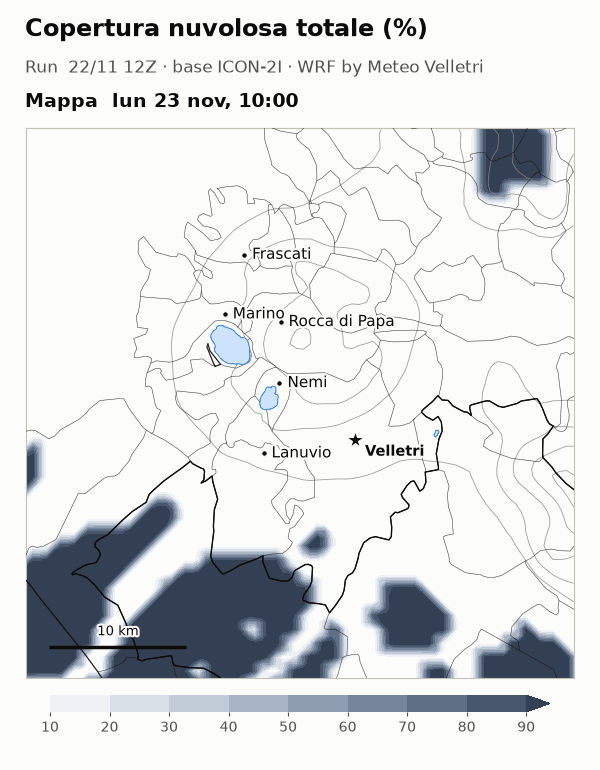 Copertura nuvolosa totale (%)
Run  22/11 12Z · base ICON-2I · WRF by Meteo Velletri
Mappa  lun 23 nov, 10:00
Frascati
Marino
Rocca di Papa
Nemi
Velletri
Lanuvio
10 km
10 20 30 40 50 60 70 80 90